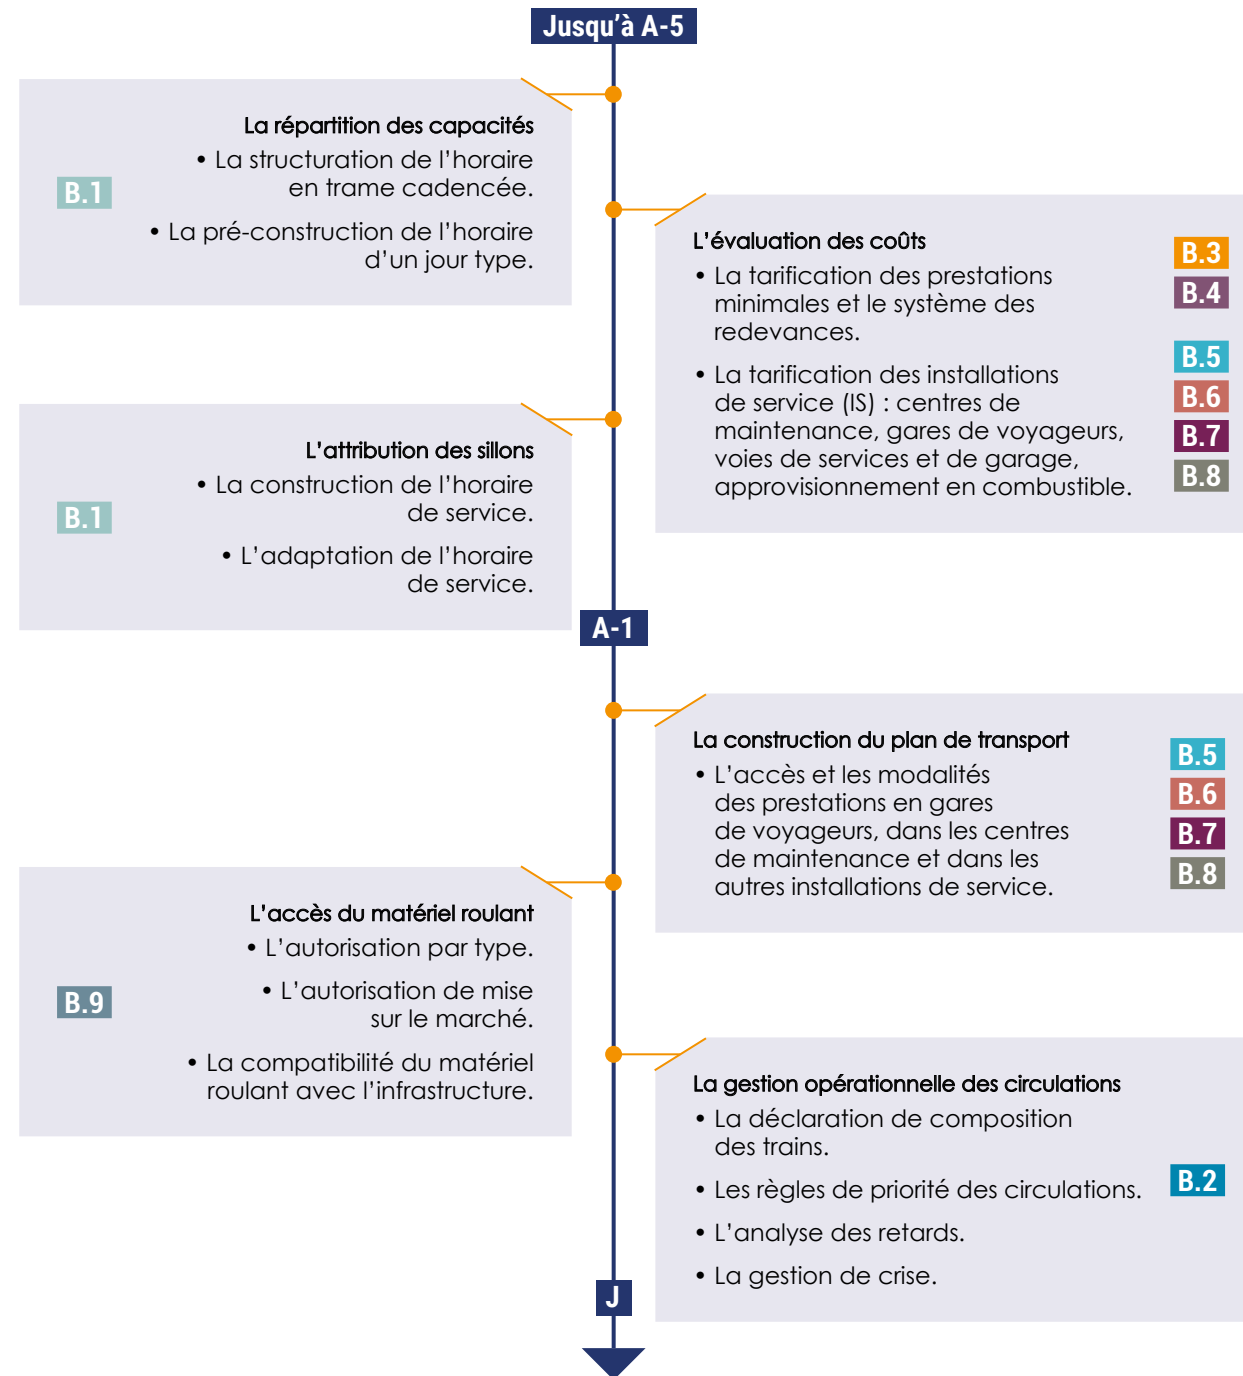 Jusqu'à A-5
La répartition des capacités
• La structuration de l'horaire
en trame cadencée.
• La pré-construction de l'horaire
d'un jour type.
B.1
L'évaluation des coûts
• La tarification des prestations
minimales et le système des
redevances.
• La tarification des installations
de service (IS) : centres de
maintenance, gares de voyageurs,
voies de services et de garage,
approvisionnement en combustible.
B.3
B.4
B.5
B.6
B.7
B.8
L'attribution des sillons
• La construction de l'horaire
de service.
• L'adaptation de l'horaire
de service.
B.1
A-1
La construction du plan de transport
• L'accès et les modalités
des prestations en gares
de voyageurs, dans les centres
de maintenance et dans les
autres installations de service.
B.5
B.6
B.7
B.8
L'accès du matériel roulant
• L'autorisation par type.
• L'autorisation de mise
sur le marché.
• La compatibilité du matériel
roulant avec l'infrastructure.
B.9
La gestion opérationnelle des circulations
• La déclaration de composition
des trains.
• Les règles de priorité des circulations.
• L'analyse des retards.
• La gestion de crise.
B.2
J